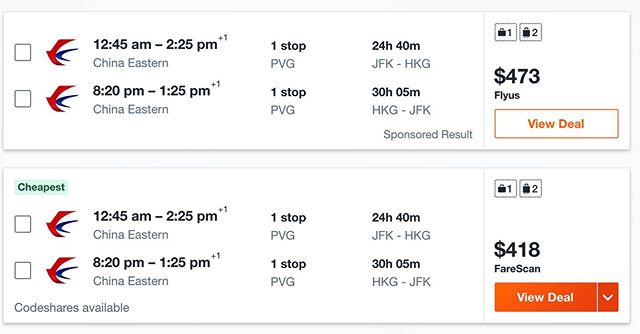 12:45 am – 2:25 pm+1 1 stop 24h 40m
China Eastern PVG JFK - HKG
8:20 pm – 1:25 pm+1 1 stop 30h 05m
China Eastern PVG HKG - JFK
Sponsored Result
1 2
$473
Flyus
View Deal
Cheapest
12:45 am – 2:25 pm+1 1 stop 24h 40m
China Eastern PVG JFK - HKG
8:20 pm – 1:25 pm+1 1 stop 30h 05m
China Eastern PVG HKG - JFK
Codeshares available
1 2
$418
FareScan
View Deal